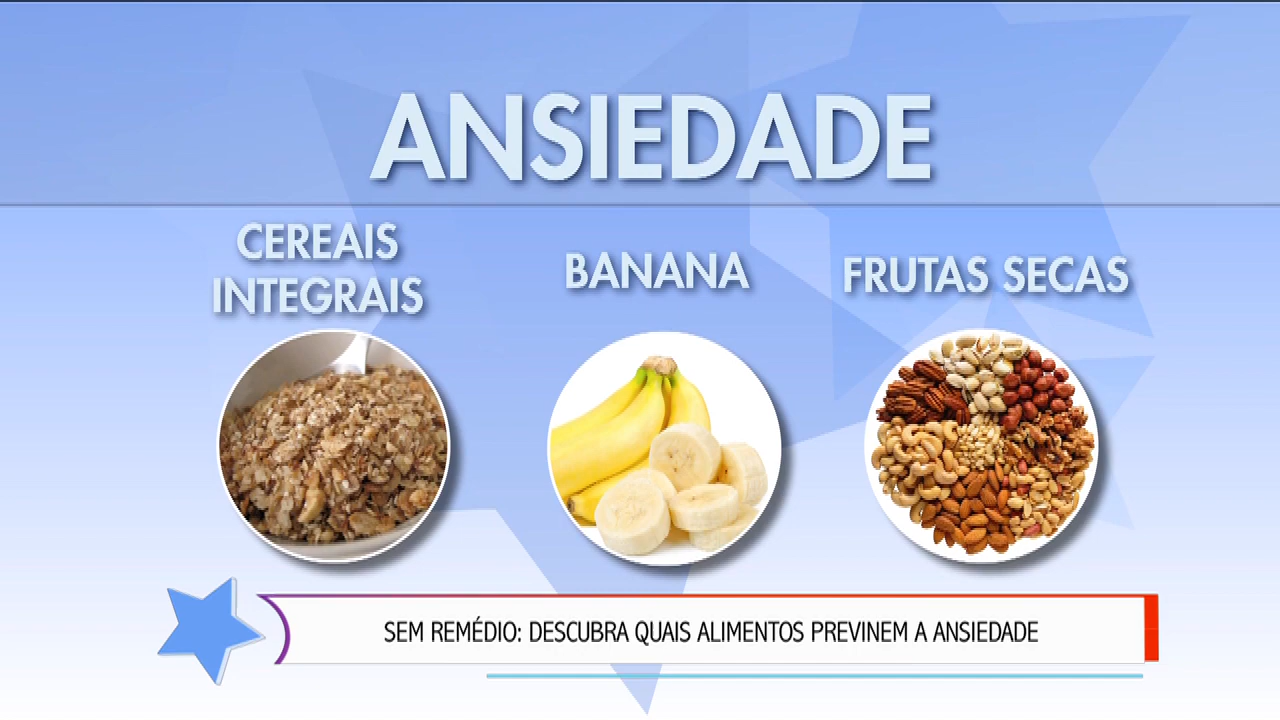 ANSIEDADE
CEREAIS
INTEGRAIS
BANANA
FRUTAS SECAS
SEM REMÉDIO: DESCUBRA QUAIS ALIMENTOS PREVINEM A ANSIEDADE